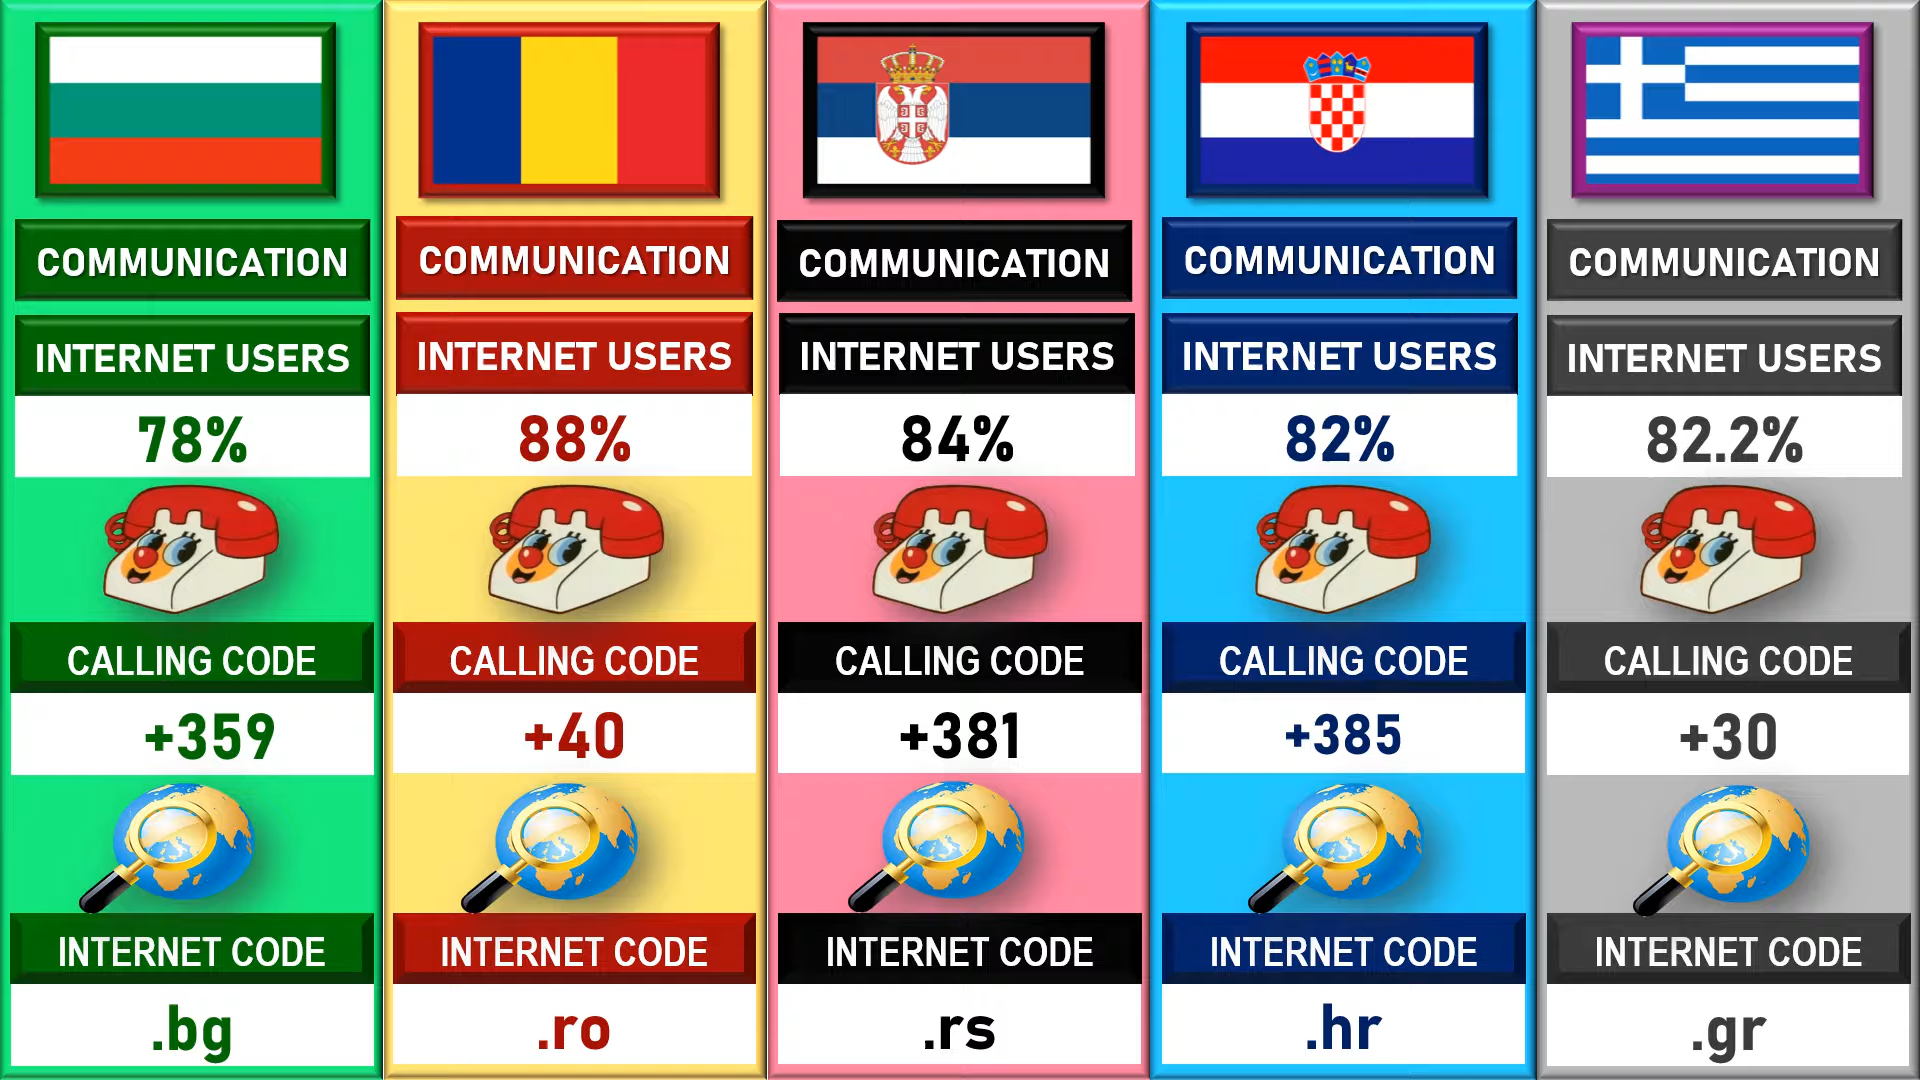 COMMUNICATION
INTERNET USERS
78%
CALLING CODE
+359
INTERNET CODE
.bg
COMMUNICATION
INTERNET USERS
88%
CALLING CODE
+40
INTERNET CODE
.ro
COMMUNICATION
INTERNET USERS
84%
CALLING CODE
+381
INTERNET CODE
.rs
COMMUNICATION
INTERNET USERS
82%
CALLING CODE
+385
INTERNET CODE
.hr
COMMUNICATION
INTERNET USERS
82.2%
CALLING CODE
+30
INTERNET CODE
.gr